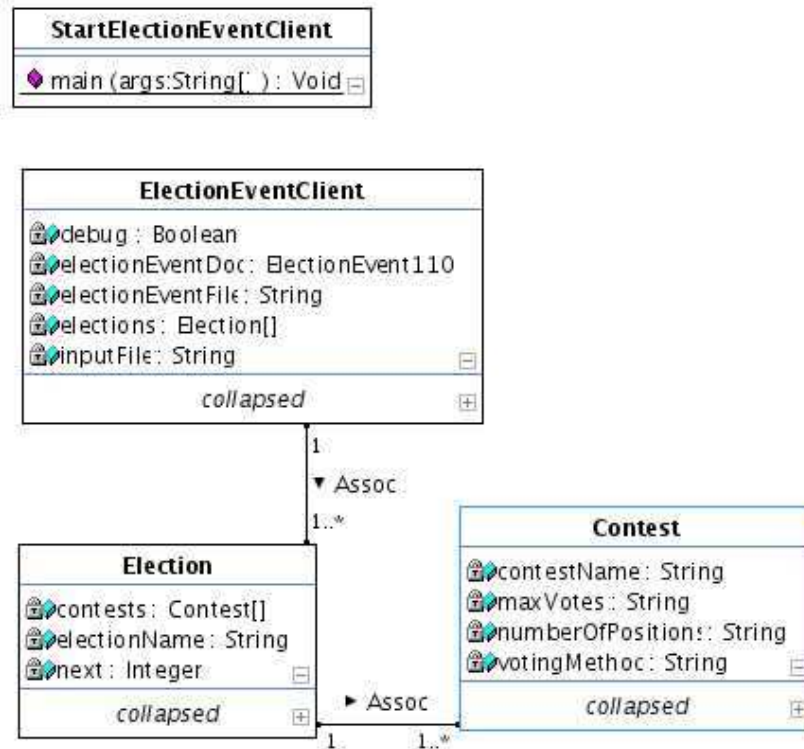 StartElectionEventClient
main (args:String[ ) : Void
ElectionEventClient
debug : Boolean
electionEventDoc : ElectionEvent110
electionEventFile : String
elections : Election[]
inputFile : String
collapsed
1
▼ Assoc
1..*
Election
contests : Contest[]
electionName : String
next : Integer
collapsed
Contest
contestName : String
maxVotes : String
numberOfPositions : String
votingMethod : String
collapsed
► Assoc
1 1..*